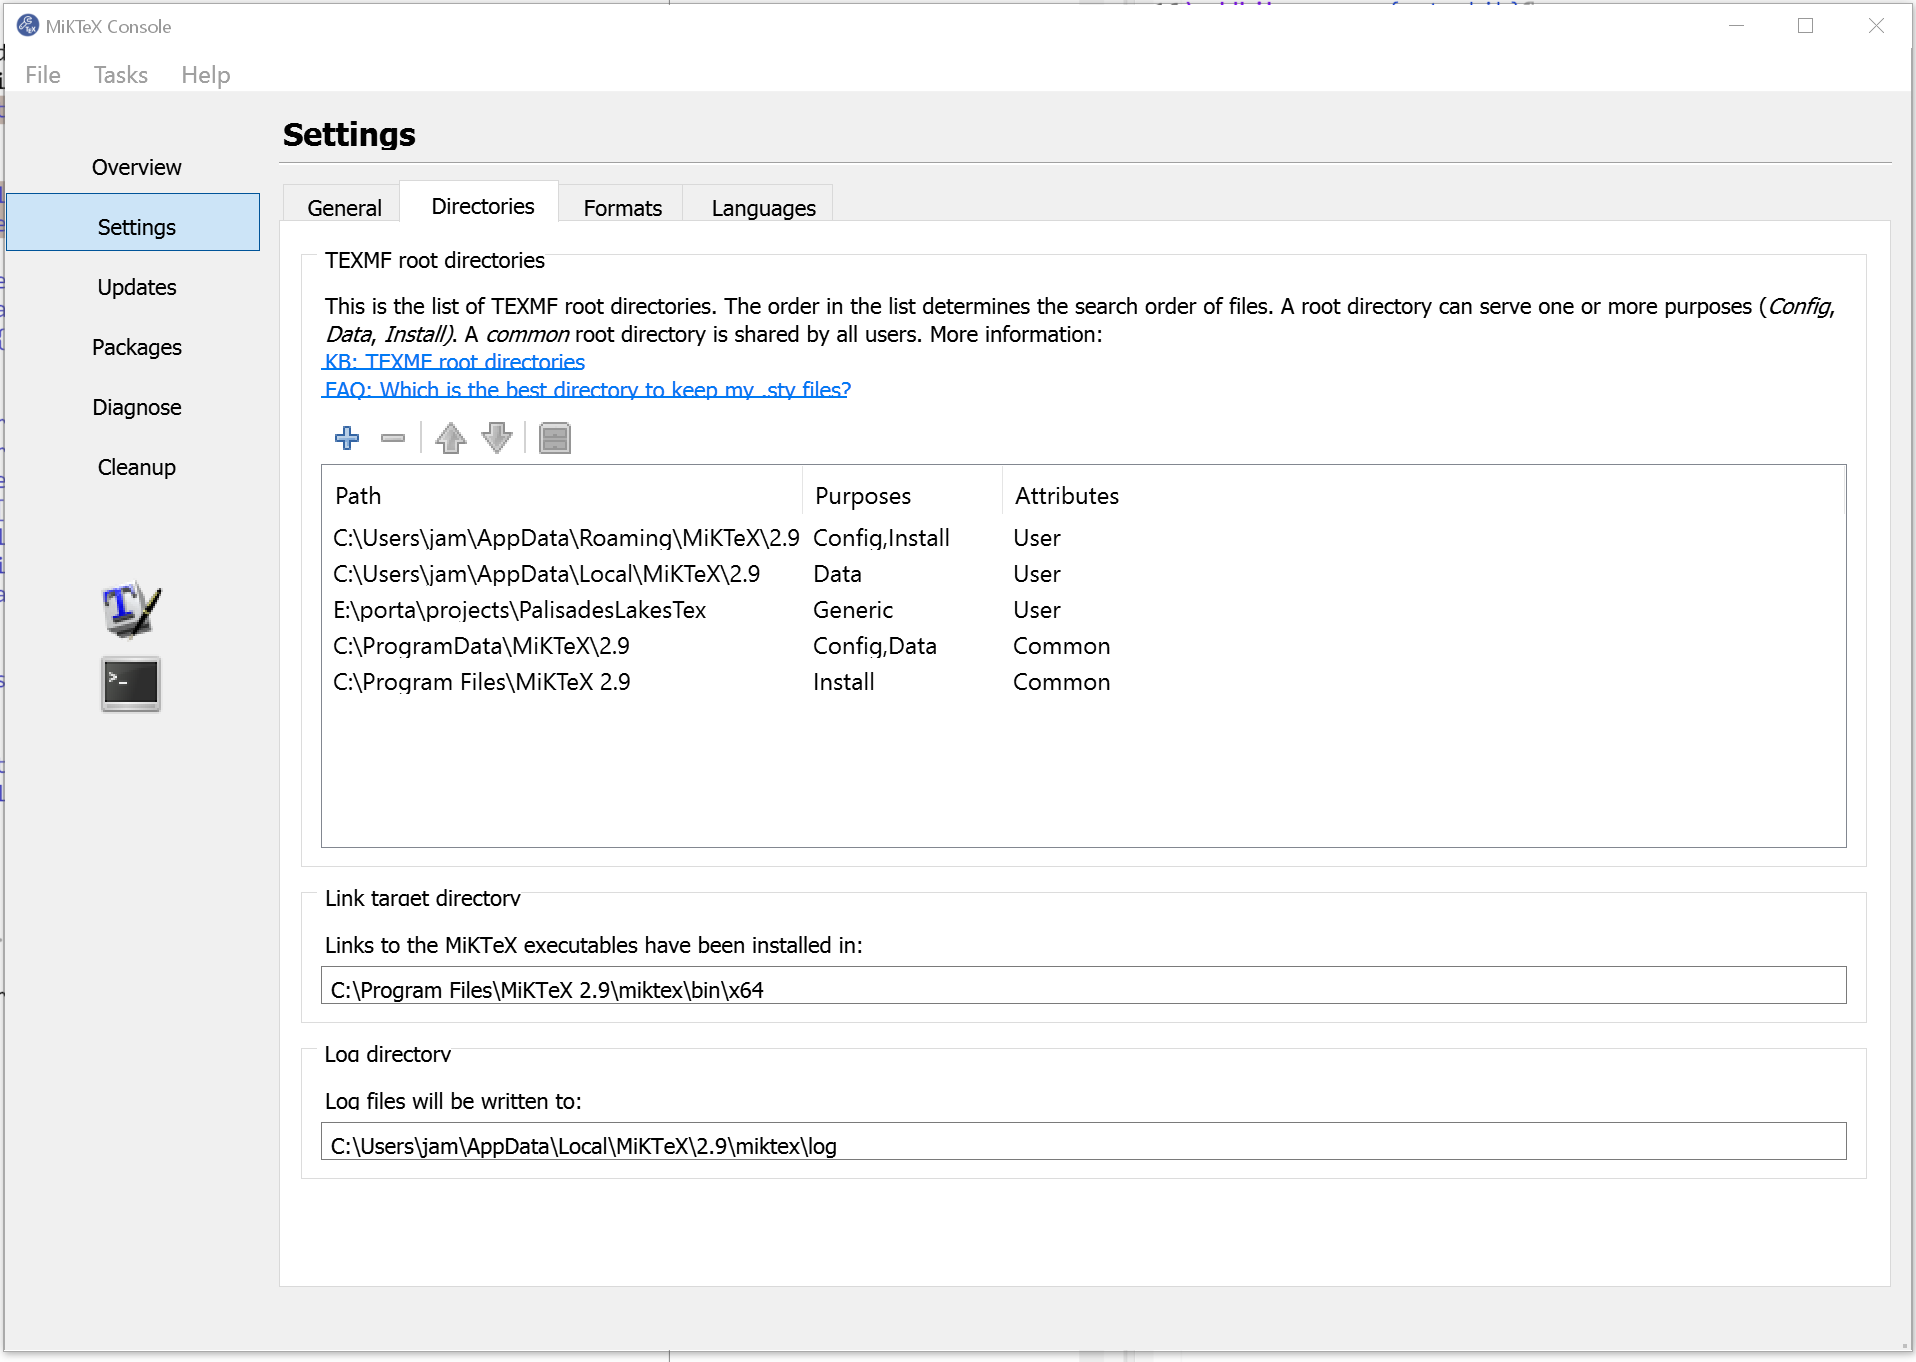 MiKTeX Console
File Tasks Help
Settings
Overview
Settings
Updates
Packages
Diagnose
Cleanup
General Directories Formats Languages
TEXMF root directories
This is the list of TEXMF root directories. The order in the list determines the search order of files. A root directory can serve one or more purposes (Config,
Data, Install). A common root directory is shared by all users. More information:
KB: TEXMF root directories
FAQ: Which is the best directory to keep my .sty files?
Path Purposes Attributes
C:\Users\jam\AppData\Roaming\MiKTeX\2.9 Config,Install User
C:\Users\jam\AppData\Local\MiKTeX\2.9 Data User
E:\porta\projects\PalisadesLakesTex Generic User
C:\ProgramData\MiKTeX\2.9 Config,Data Common
C:\Program Files\MiKTeX 2.9 Install Common
Link target directory
Links to the MiKTeX executables have been installed in:
C:\Program Files\MiKTeX 2.9\miktex\bin\x64
Log directory
Log files will be written to:
C:\Users\jam\AppData\Local\MiKTeX\2.9\miktex\log